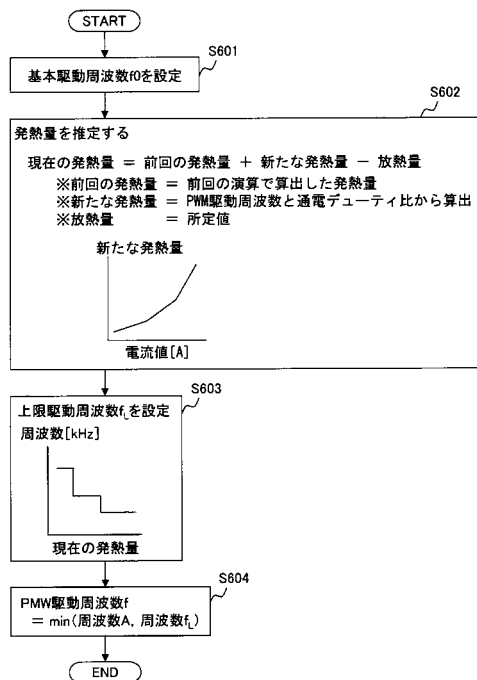 START
S601
基本駆動周波数f0を設定
S602
発熱量を推定する
現在の発熱量 = 前回の発熱量 + 新たな発熱量 − 放熱量
※前回の発熱量 = 前回の演算で算出した発熱量
※新たな発熱量 = PWM駆動周波数と通電デューティ比から算出
※放熱量 = 所定値
新たな発熱量
電流値[A]
S603
上限駆動周波数fLを設定
周波数[kHz]
現在の発熱量
S604
PMW駆動周波数f
= min(周波数A, 周波数fL)
END